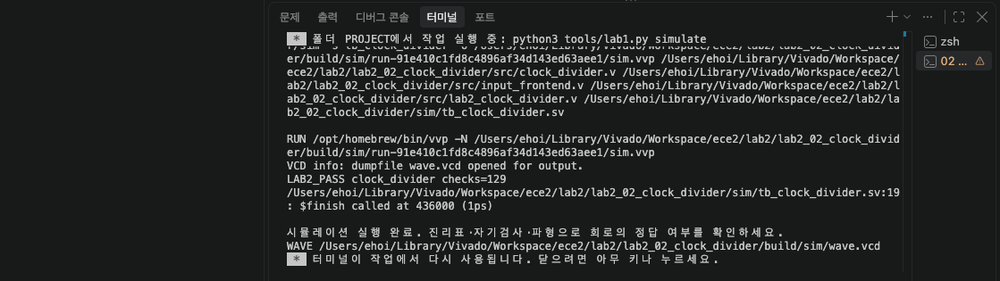 문제 출력 디버그 콘솔 터미널 포트
* 폴더 PROJECT에서 작업 실행 중: python3 tools/lab1.py simulate
er/build/sim/run-91e410c1fd8c4896af34d143ed63aee1/sim.vvp /Users/ehoi/Library/Vivado/Workspace/
ece2/lab2/lab2_02_clock_divider/src/clock_divider.v /Users/ehoi/Library/Vivado/Workspace/ece2/l
ab2/lab2_02_clock_divider/src/input_frontend.v /Users/ehoi/Library/Vivado/Workspace/ece2/lab2/l
ab2_02_clock_divider/src/lab2_clock_divider.v /Users/ehoi/Library/Vivado/Workspace/ece2/lab2/la
b2_02_clock_divider/sim/tb_clock_divider.sv
RUN /opt/homebrew/bin/vvp -N /Users/ehoi/Library/Vivado/Workspace/ece2/lab2/lab2_02_clock_divid
er/build/sim/run-91e410c1fd8c4896af34d143ed63aee1/sim.vvp
VCD info: dumpfile wave.vcd opened for output.
LAB2_PASS clock_divider checks=129
/Users/ehoi/Library/Vivado/Workspace/ece2/lab2/lab2_02_clock_divider/sim/tb_clock_divider.sv:19
: $finish called at 436000 (1ps)
시뮬레이션 실행 완료. 진리표·자기검사·파형으로 회로의 정답 여부를 확인하세요.
WAVE /Users/ehoi/Library/Vivado/Workspace/ece2/lab2/lab2_02_clock_divider/build/sim/wave.vcd
* 터미널이 작업에서 다시 사용됩니다. 닫으려면 아무 키나 누르세요.
zsh
02 ...